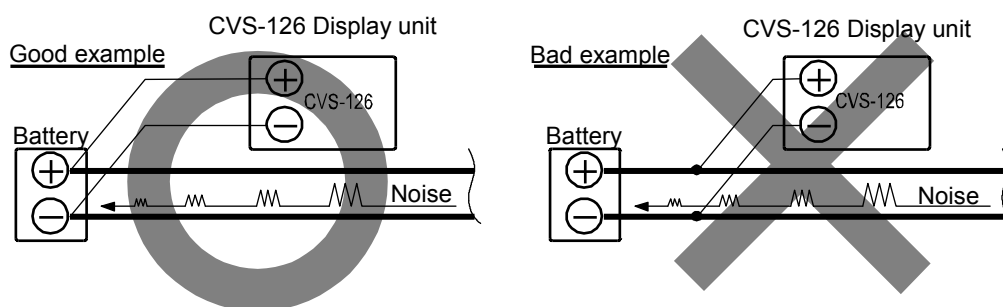 CVS-126 Display unit
Good example
+
CVS-126
−
Battery
+
−
Noise
CVS-126 Display unit
Bad example
+
CVS-126
−
Battery
+
−
Noise